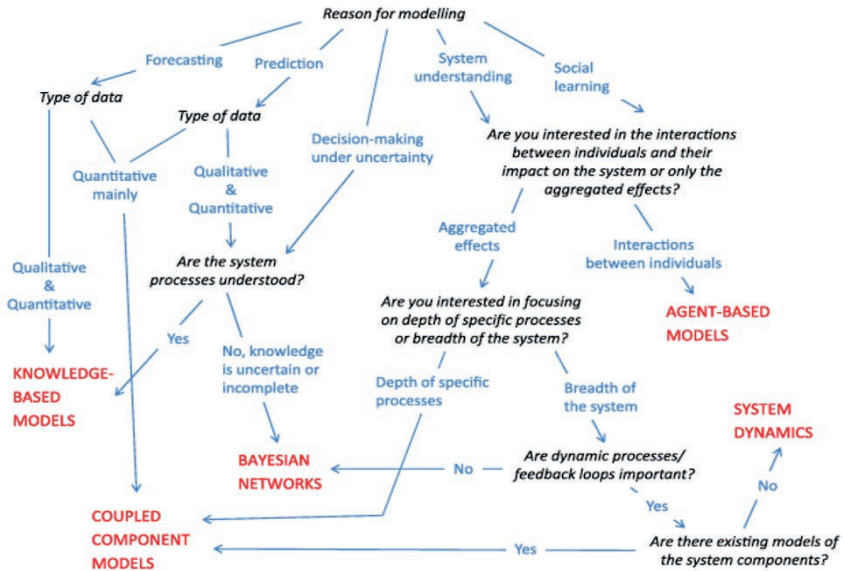 Reason for modelling
Forecasting
Prediction
System
understanding
Social
learning
Type of data
Type of data
Decision-making
under uncertainty
Are you interested in the interactions
between individuals and their
impact on the system or only the
aggregated effects?
Quantitative
mainly
Qualitative
&
Quantitative
Aggregated
effects
Interactions
between individuals
Qualitative
&
Quantitative
Are the system
processes understood?
Are you interested in focusing
on depth of specific processes
or breadth of the system?
AGENT-BASED
MODELS
Yes
No, knowledge
is uncertain or
incomplete
KNOWLEDGE-
BASED
MODELS
Depth of specific
processes
Breadth of
the system
SYSTEM
DYNAMICS
BAYESIAN
NETWORKS
No
Are dynamic processes/
feedback loops important?
No
Yes
COUPLED
COMPONENT
MODELS
Yes
Are there existing models of
the system components?